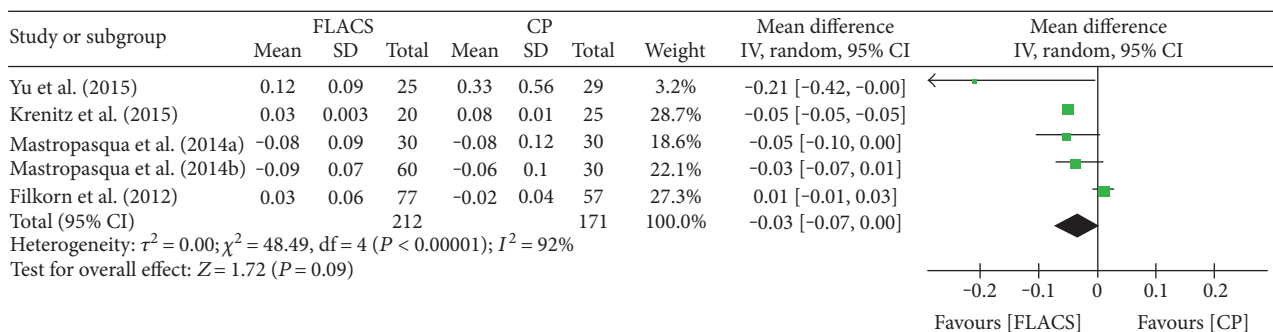 Study or subgroup FLACS CP Weight Mean difference IV, random, 95% CI Mean difference IV, random, 95% CI
Mean SD Total Mean SD Total
Yu et al. (2015) 0.12 0.09 25 0.33 0.56 29 3.2% −0.21 [−0.42, −0.00]
Krenitz et al. (2015) 0.03 0.003 20 0.08 0.01 25 28.7% −0.05 [−0.05, −0.05]
Mastropasqua et al. (2014a) −0.08 0.09 30 −0.08 0.12 30 18.6% −0.05 [−0.10, 0.00]
Mastropasqua et al. (2014b) −0.09 0.07 60 −0.06 0.1 30 22.1% −0.03 [−0.07, 0.01]
Filkorn et al. (2012) 0.03 0.06 77 −0.02 0.04 57 27.3% 0.01 [−0.01, 0.03]
Total (95% CI) 212 171 100.0% −0.03 [−0.07, 0.00]
Heterogeneity: τ² = 0.00; χ² = 48.49, df = 4 (P < 0.00001); I² = 92%
Test for overall effect: Z = 1.72 (P = 0.09)
−0.2 −0.1 0 0.1 0.2
Favours [FLACS] Favours [CP]